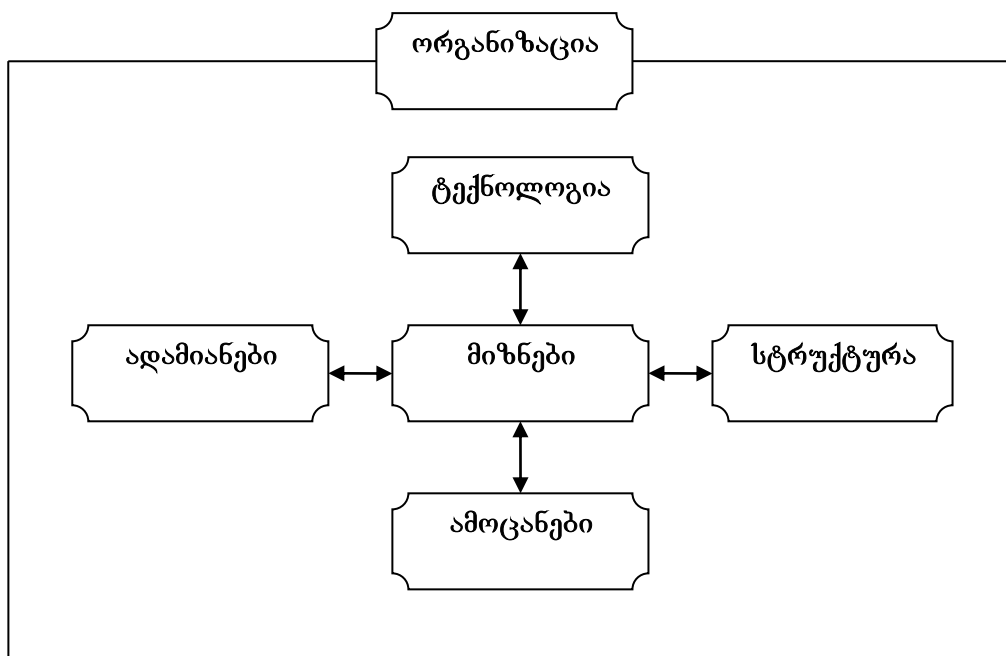 ორგანიზაცია
ტექნოლოგია
ადამიანები
მიზნები
სტრუქტურა
ამოცანები